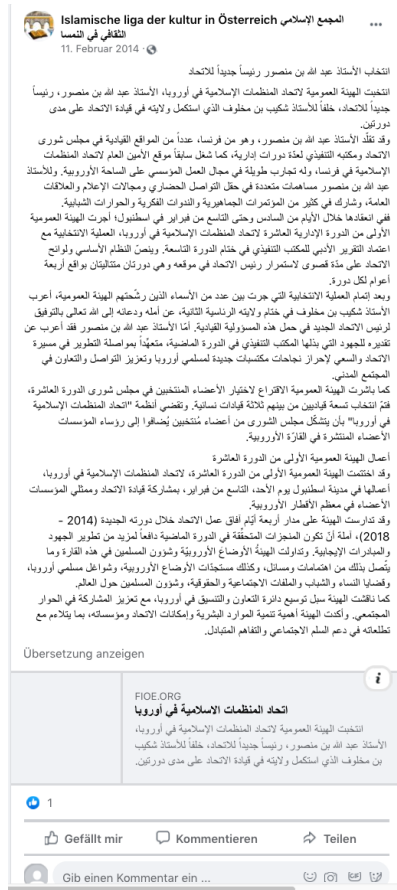 Islamische liga der kultur in Österreich المجمع الإسلامي
الثقافي في النمسا
11. Februar 2014 ·
انتخاب الأستاذ عبد الله بن منصور رئيساً جديداً للاتحاد
انتخبت الهيئة العمومية لاتحاد المنظمات الإسلامية في أوروبا، الأستاذ عبد الله بن منصور، رئيساً
جديداً للاتحاد، خلفاً للأستاذ شكيب بن مخلوف الذي استكمل ولايته في قيادة الاتحاد على مدى
دورتين.
وقد تقلّد الأستاذ عبد الله بن منصور، وهو من فرنسا، عدداً من المواقع القيادية في مجلس شورى
الاتحاد ومكتبه التنفيذي لعدّة دورات إدارية، كما شغل سابقاً موقع الأمين العام لاتحاد المنظمات
الإسلامية في فرنسا، وله تجارب طويلة في مجال العمل المؤسسي على الساحة الأوروبية. وللأستاذ
عبد الله بن منصور مساهمات متعددة في حقل التواصل الحضاري ومجالات الإعلام والعلاقات
العامة، وشارك في كثير من المؤتمرات الجماهيرية والندوات الفكرية والحوارات الشبابية.
ففي انعقادها خلال الأيام من السادس وحتى التاسع من فبراير في اسطنبول؛ أجرت الهيئة العمومية
الأولى من الدورة الإدارية العاشرة لاتحاد المنظمات الإسلامية في أوروبا، العملية الانتخابية مع
اعتماد التقرير الأدبي للمكتب التنفيذي في ختام الدورة التاسعة. وينصّ النظام الأساسي ولوائح
الاتحاد على مدّة قصوى لاستمرار رئيس الاتحاد في موقعه وهي دورتان متتاليتان بواقع أربعة
أعوام لكل دورة.
وبعد إتمام العملية الانتخابية التي جرت بين عدد من الأسماء الذين رشّحتهم الهيئة العمومية، أعرب
الأستاذ شكيب بن مخلوف في ختام ولايته الرئاسية الثانية، عن أمله ودعائه إلى الله تعالى بالتوفيق
لرئيس الاتحاد الجديد في حمل هذه المسؤولية القيادية. أمّا الأستاذ عبد الله بن منصور فقد أعرب عن
تقديره للجهود التي بذلها المكتب التنفيذي في الدورة الماضية، متعهّداً بمواصلة التطوير في مسيرة
الاتحاد والسعي لإحراز نجاحات مكتسبات جديدة لمسلمي أوروبا وتعزيز التواصل والتعاون في
المجتمع المدني.
كما باشرت الهيئة العمومية الاقتراع لاختيار الأعضاء المنتخبين في مجلس شورى الدورة العاشرة،
فتمّ انتخاب تسعة قياديين من بينهم ثلاثة قيادات نسائية. وتقضي أنظمة "اتحاد المنظمات الإسلامية
في أوروبا" بأن يتشكّل مجلس الشورى من أعضاء مُنتخبين يُضافوا إلى رؤساء المؤسسات
الأعضاء المنتشرة في القارّة الأوروبية.
أعمال الهيئة العمومية الأولى من الدورة العاشرة
وقد اختتمت الهيئة العمومية الأولى من الدورة العاشرة، لاتحاد المنظمات الإسلامية في أوروبا،
أعمالها في مدينة اسطنبول يوم الأحد، التاسع من فبراير، بمشاركة قيادة الاتحاد وممثلي المؤسسات
الأعضاء في معظم الأقطار الأوروبية.
وقد تدارست الهيئة على مدار أربعة أيّام آفاق عمل الاتحاد خلال دورته الجديدة (2014 –
2018)، آملة أنّ تكون المنجزات المتحقّقة في الدورة الماضية دافعاً لمزيد من تطوير الجهود
والمبادرات الإيجابية. وتداولت الهيئةُ الأوضاعَ الأوروبيّة وشؤون المسلمين في هذه القارة وما
يتّصل بذلك من اهتمامات ومسائل، وكذلك مستجدّات الأوضاع الأوروبية، وشواغل مسلمي أوروبا،
وقضايا النساء والشباب والملفات الاجتماعية والحقوقية، وشؤون المسلمين حول العالم.
كما ناقشت الهيئة سبل توسيع دائرة التعاون والتنسيق في أوروبا، مع تعزيز المشاركة في الحوار
المجتمعي. وأكدت الهيئة أهمية تنمية الموارد البشرية وإمكانات الاتحاد ومؤسساته، بما يتلاءم مع
تطلعاته في دعم السلم الاجتماعي والتفاهم المتبادل.
Übersetzung anzeigen
FIOE.ORG
اتحاد المنظمات الاسلامية في أوروبا
انتخبت الهيئة العمومية لاتحاد المنظمات الإسلامية في أوروبا،
الأستاذ عبد الله بن منصور، رئيساً جديداً للاتحاد، خلفاً للأستاذ شكيب
بن مخلوف الذي استكمل ولايته في قيادة الاتحاد على مدى دورتين.
1
Gefällt mir
Kommentieren
Teilen
Gib einen Kommentar ein ...